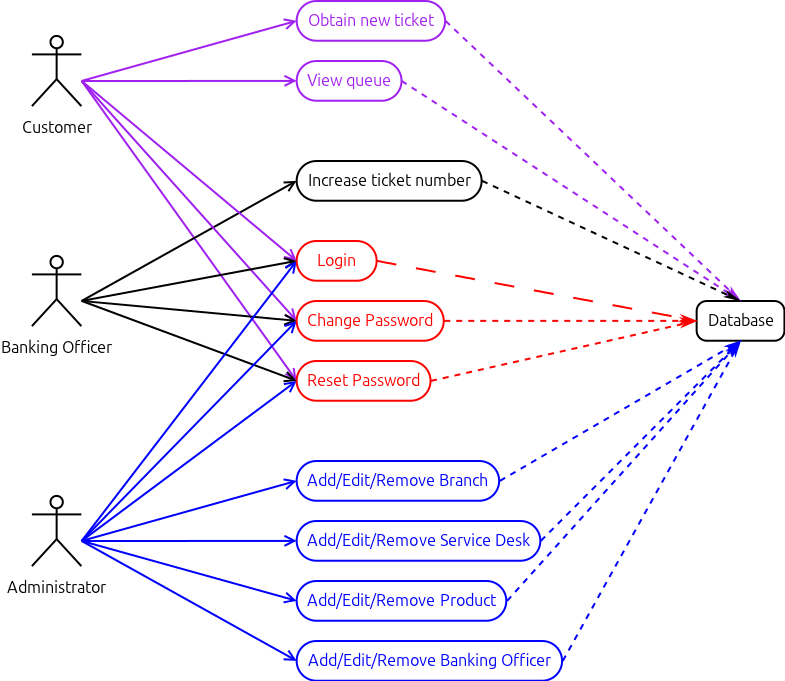 Obtain new ticket
View queue
Customer
Increase ticket number
Login
Change Password
Database
Banking Officer
Reset Password
Add/Edit/Remove Branch
Add/Edit/Remove Service Desk
Administrator
Add/Edit/Remove Product
Add/Edit/Remove Banking Officer